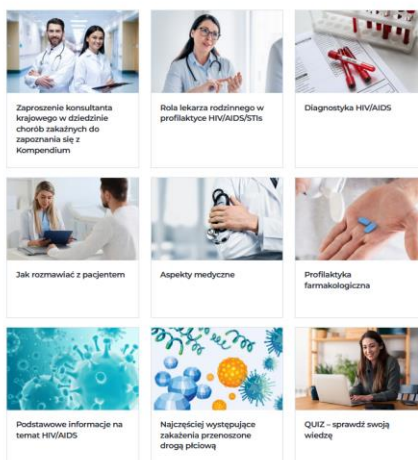 Zaproszenie konsultanta
krajowego w dziedzinie
chorób zakaźnych do
zapoznania się z
Kompendium
Rola lekarza rodzinnego w
profilaktyce HIV/AIDS/STIs
Diagnostyka HIV/AIDS
Jak rozmawiać z pacjentem
Aspekty medyczne
Profilaktyka
farmakologiczna
Podstawowe informacje na
temat HIV/AIDS
Najczęściej występujące
zakażenia przenoszone
drogą płciową
QUIZ – sprawdź swoją
wiedzę